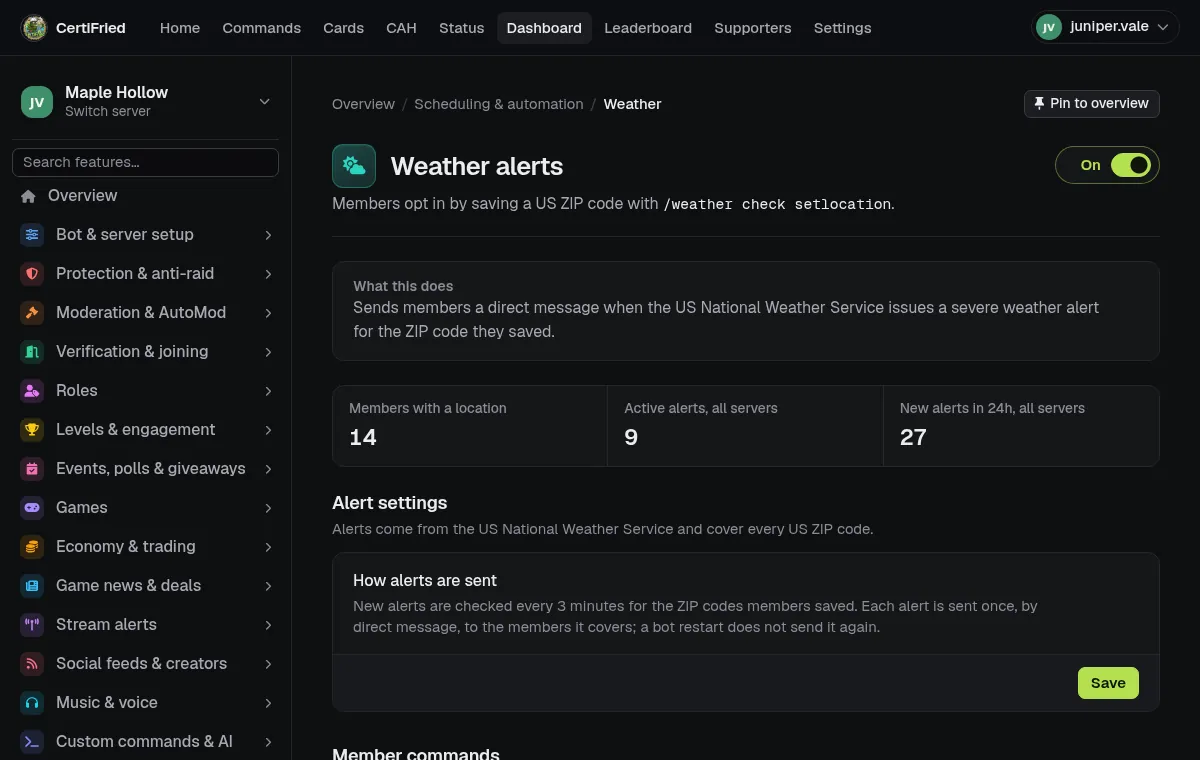 CertiFried
Home
Commands
Cards
CAH
Status
Dashboard
Leaderboard
Supporters
Settings
JV
juniper.vale
JV
Maple Hollow
Switch server
Search features...
Overview
Bot & server setup
Protection & anti-raid
Moderation & AutoMod
Verification & joining
Roles
Levels & engagement
Events, polls & giveaways
Games
Economy & trading
Game news & deals
Stream alerts
Social feeds & creators
Music & voice
Custom commands & AI
Overview / Scheduling & automation / Weather
Pin to overview
Weather alerts
On
Members opt in by saving a US ZIP code with /weather check setlocation.
What this does
Sends members a direct message when the US National Weather Service issues a severe weather alert
for the ZIP code they saved.
Members with a location
14
Active alerts, all servers
9
New alerts in 24h, all servers
27
Alert settings
Alerts come from the US National Weather Service and cover every US ZIP code.
How alerts are sent
New alerts are checked every 3 minutes for the ZIP codes members saved. Each alert is sent once, by
direct message, to the members it covers; a bot restart does not send it again.
Save
Member commands